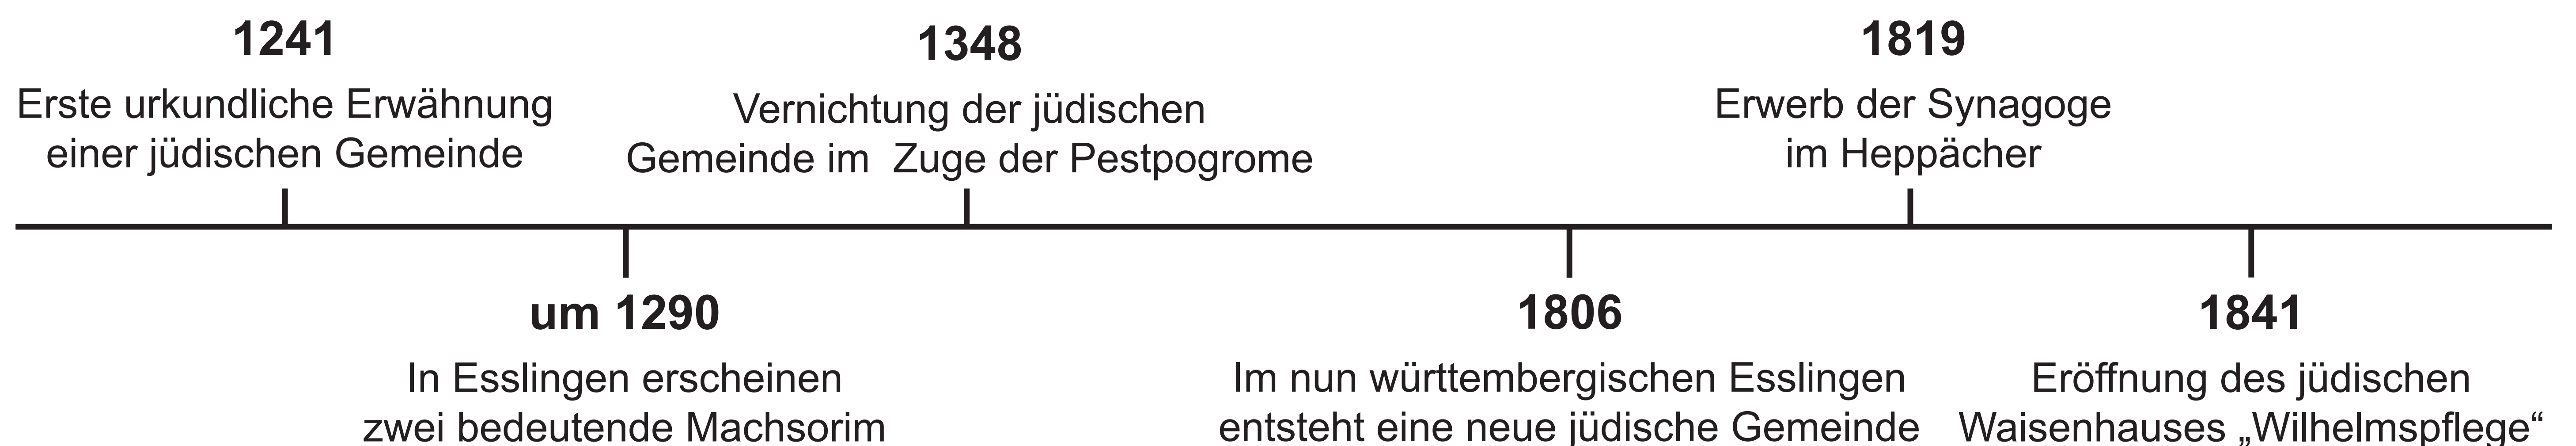 1241
Erste urkundliche Erwähnung
einer jüdischen Gemeinde
um 1290
In Esslingen erscheinen
zwei bedeutende Machsorim
1348
Vernichtung der jüdischen
Gemeinde im  Zuge der Pestpogrome
1806
Im nun württembergischen Esslingen
entsteht eine neue jüdische Gemeinde
1819
Erwerb der Synagoge
im Heppächer
1841
Eröffnung des jüdischen
Waisenhauses „Wilhelmspflege“